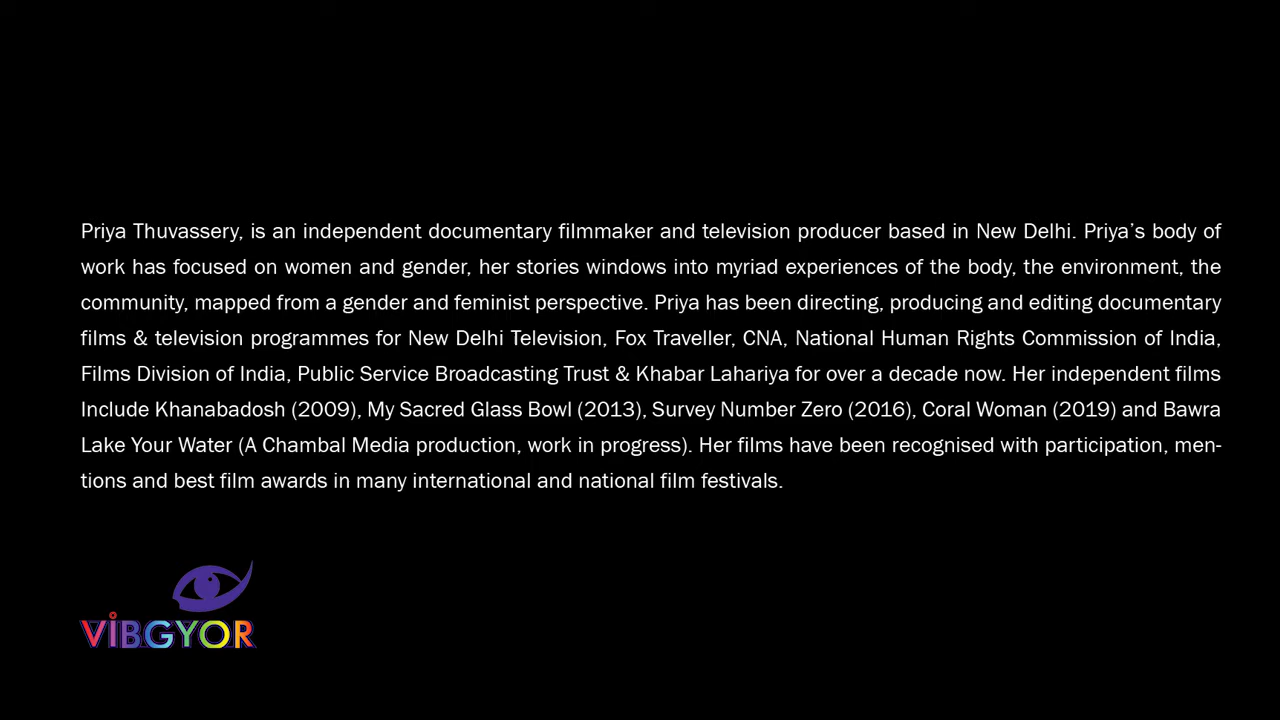 Priya Thuvassery, is an independent documentary filmmaker and television producer based in New Delhi. Priya’s body of
work has focused on women and gender, her stories windows into myriad experiences of the body, the environment, the
community, mapped from a gender and feminist perspective. Priya has been directing, producing and editing documentary
films & television programmes for New Delhi Television, Fox Traveller, CNA, National Human Rights Commission of India,
Films Division of India, Public Service Broadcasting Trust & Khabar Lahariya for over a decade now. Her independent films
Include Khanabadosh (2009), My Sacred Glass Bowl (2013), Survey Number Zero (2016), Coral Woman (2019) and Bawra
Lake Your Water (A Chambal Media production, work in progress). Her films have been recognised with participation, men-
tions and best film awards in many international and national film festivals.
ViBGYOR